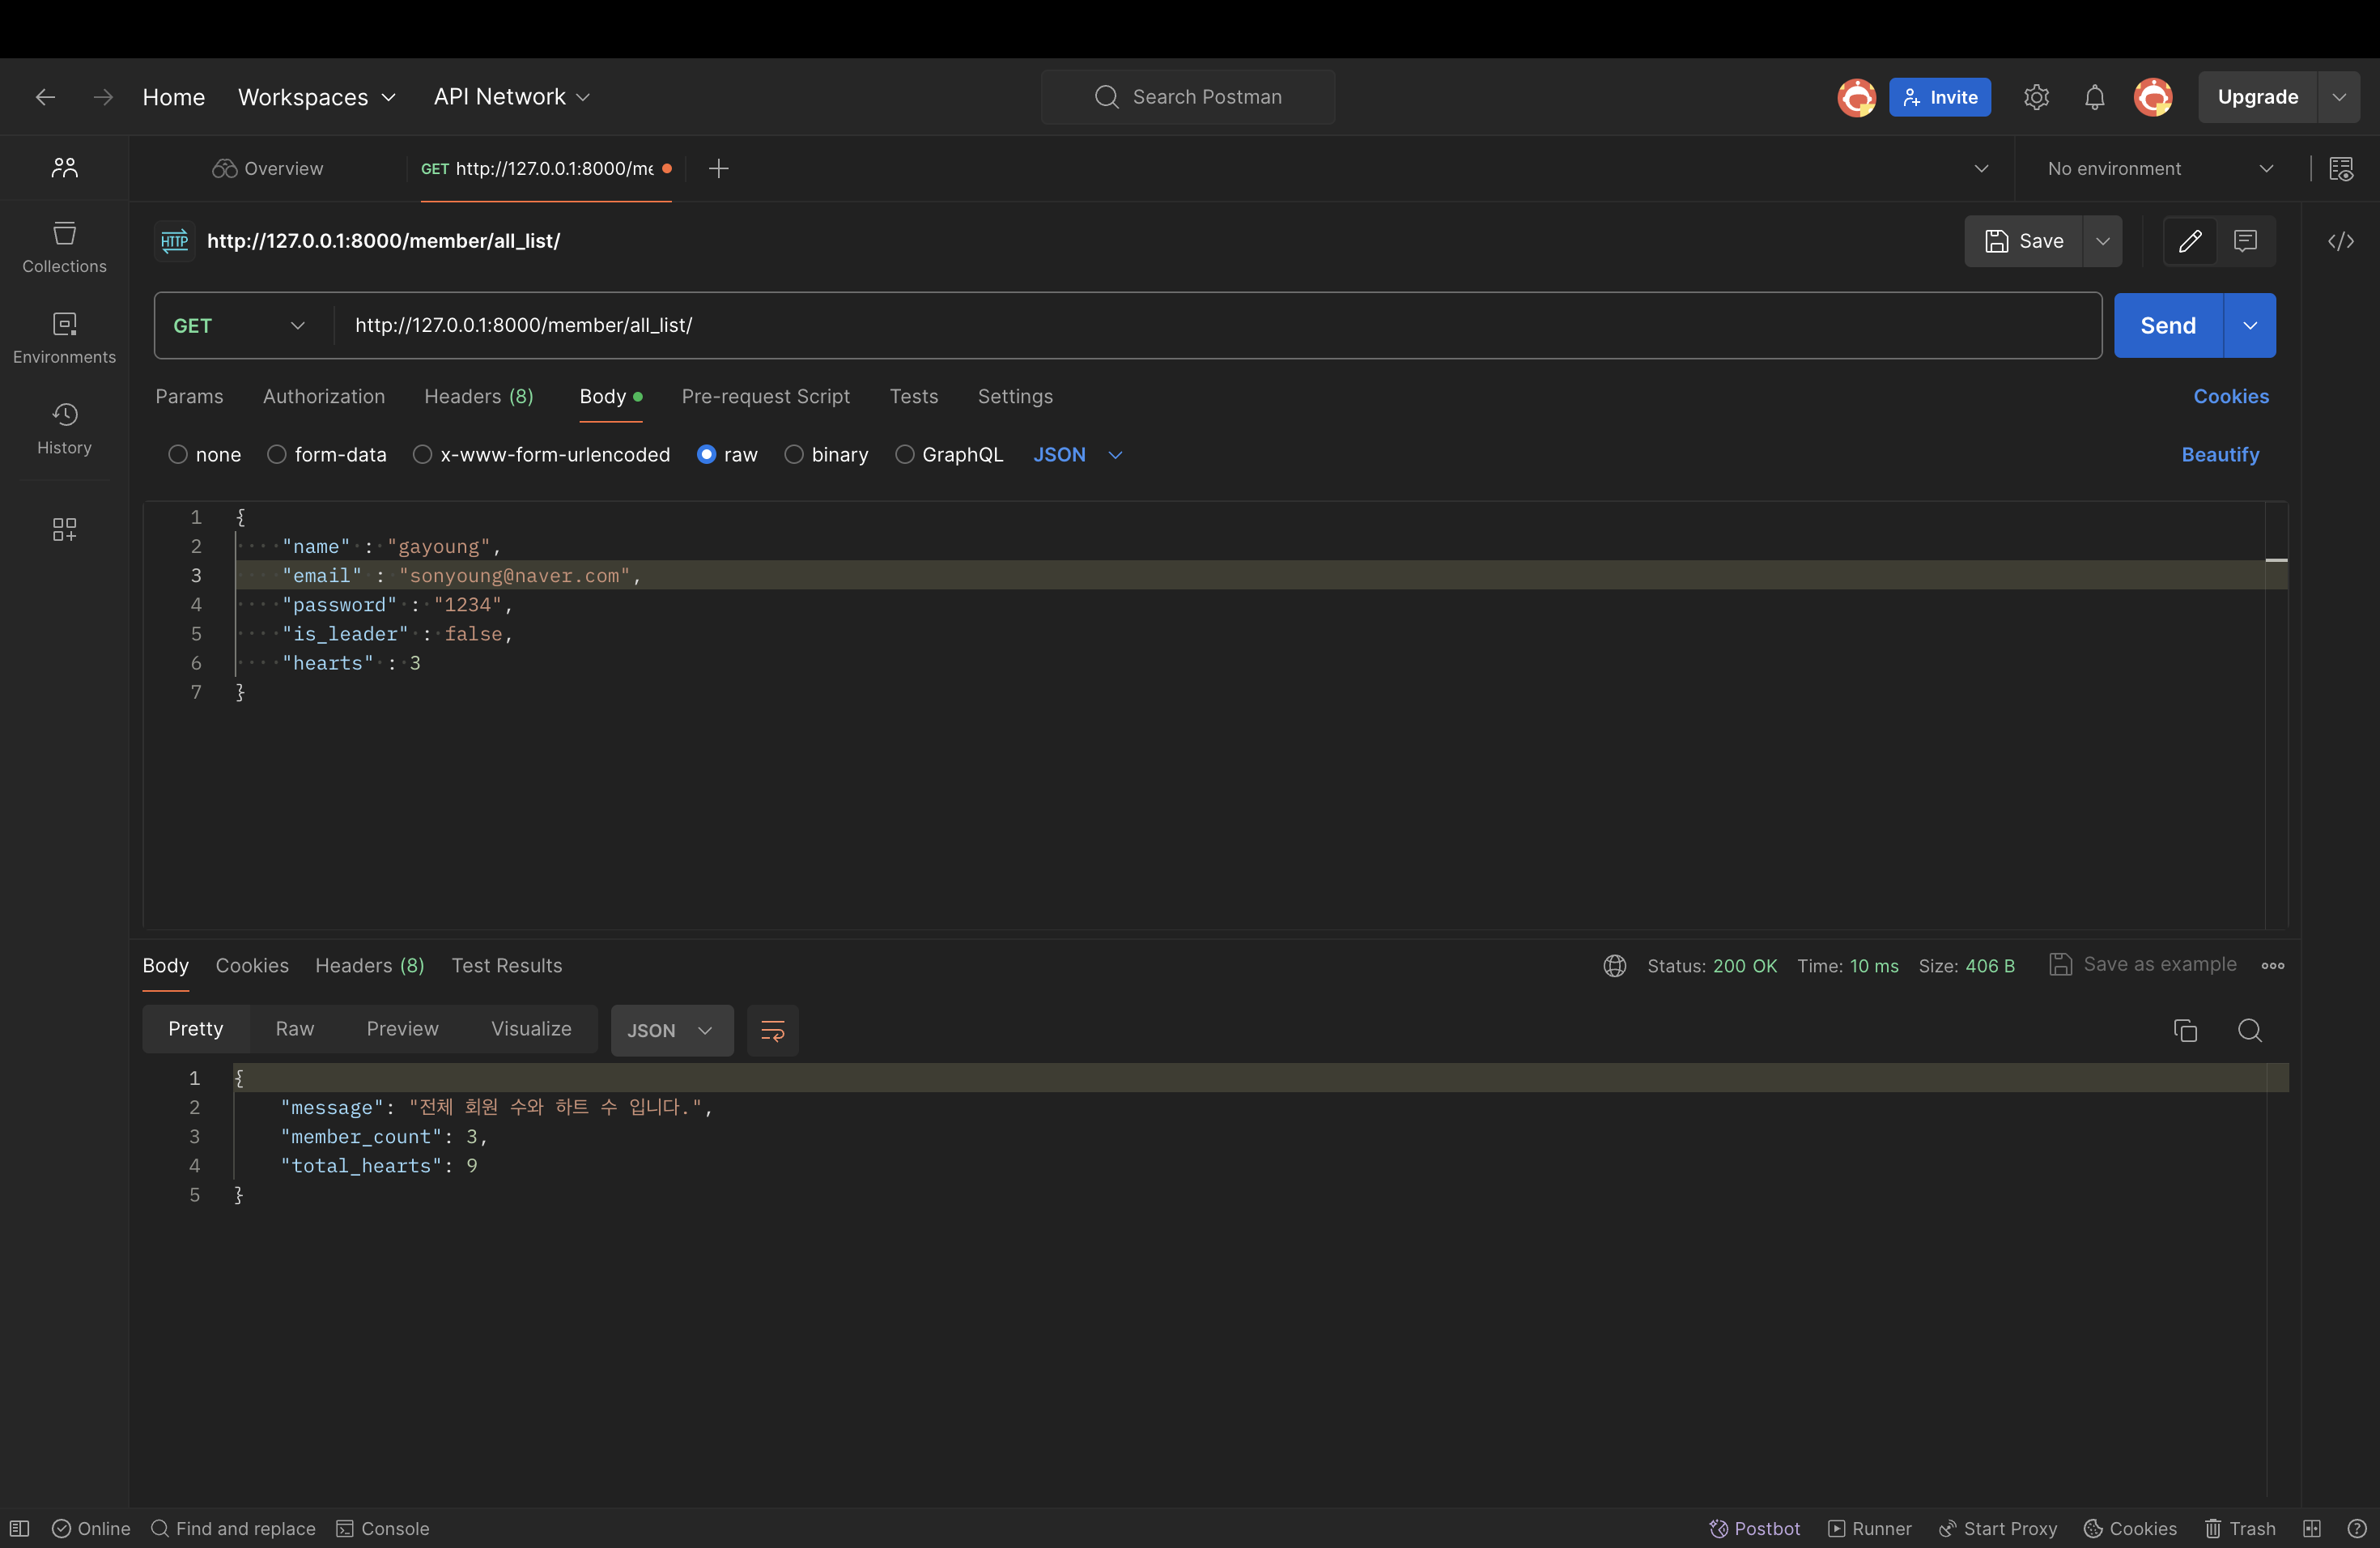 Home Workspaces API Network Search Postman Invite Upgrade
Overview GET http://127.0.0.1:8000/me No environment
HTTP http://127.0.0.1:8000/member/all_list/ Save
Collections
Environments
History
GET http://127.0.0.1:8000/member/all_list/ Send
Params Authorization Headers (8) Body Pre-request Script Tests Settings Cookies
none form-data x-www-form-urlencoded raw binary GraphQL JSON Beautify
1 {
2 "name" : "gayoung",
3 "email" : "sonyoung@naver.com",
4 "password" : "1234",
5 "is_leader" : false,
6 "hearts" : 3
7 }
Body Cookies Headers (8) Test Results Status: 200 OK Time: 10 ms Size: 406 B Save as example
Pretty Raw Preview Visualize JSON
1 {
2 "message": "전체 회원 수와 하트 수 입니다.",
3 "member_count": 3,
4 "total_hearts": 9
5 }
Online Find and replace Console Postbot Runner Start Proxy Cookies Trash